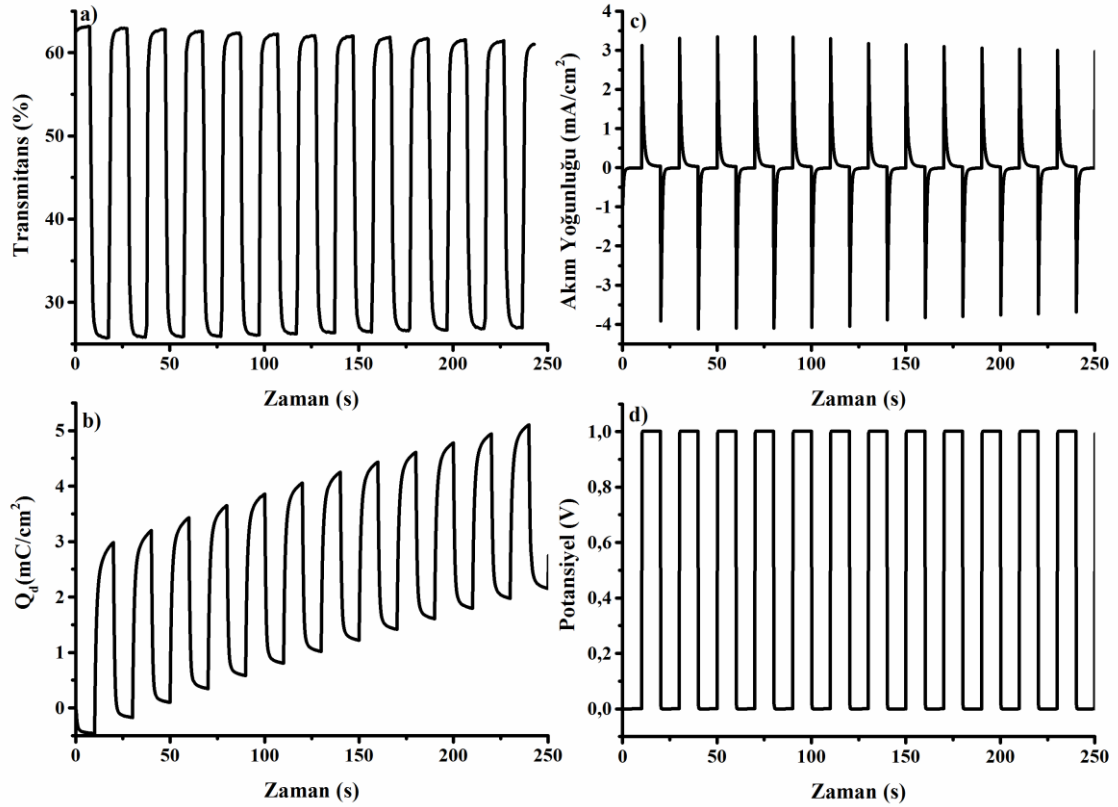 a)
Transmitans (%)
60
50
40
30
0 50 100 150 200 250
Zaman (s)
c)
Akım Yoğunluğu (mA/cm²)
4
3
2
1
0
-1
-2
-3
-4
0 50 100 150 200 250
Zaman (s)
b)
Q_d(mC/cm²)
5
4
3
2
1
0
0 50 100 150 200 250
Zaman (s)
d)
Potansiyel (V)
1,0
0,8
0,6
0,4
0,2
0,0
0 50 100 150 200 250
Zaman (s)